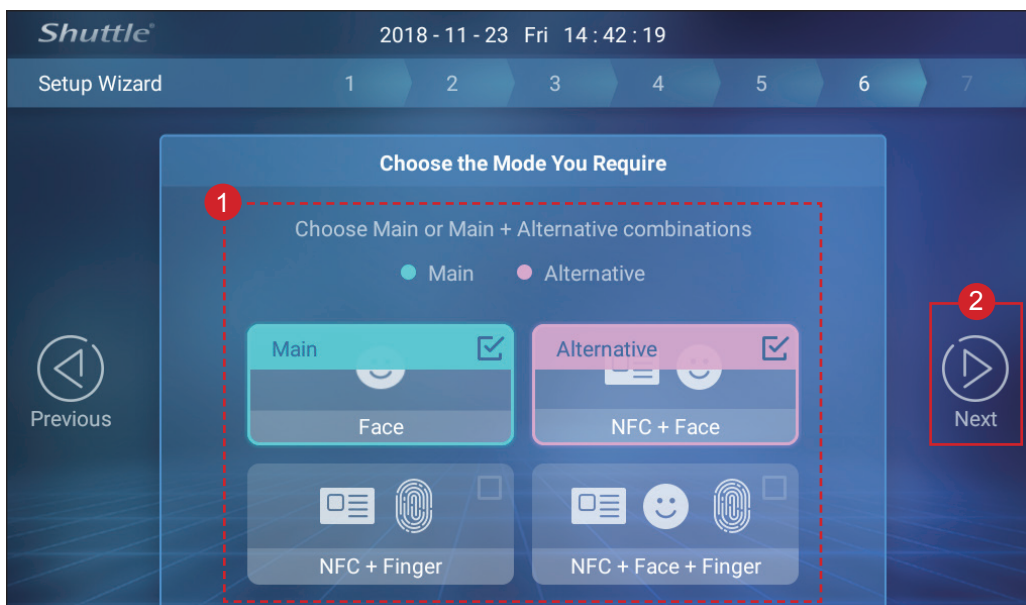 Shuttle® 2018 - 11 - 23 Fri 14 : 42 : 19
Setup Wizard 1 2 3 4 5 6 7
Choose the Mode You Require
1
Choose Main or Main + Alternative combinations
Main Alternative
2
Main Alternative
Previous Next
Face NFC + Face
NFC + Finger NFC + Face + Finger